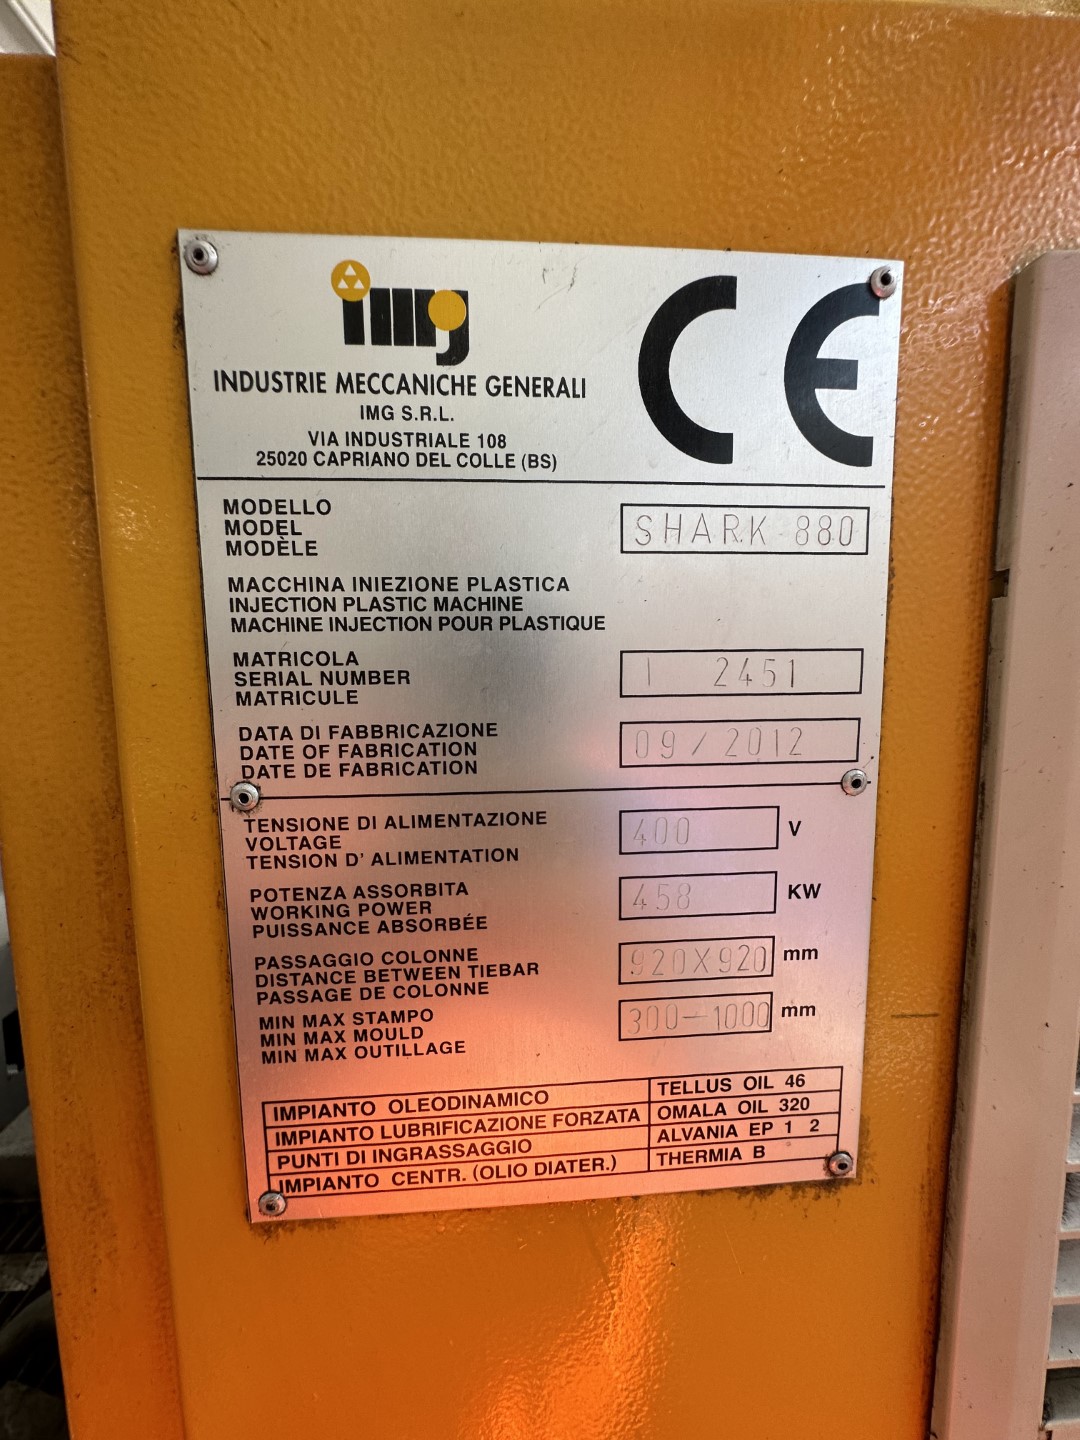 img
CE
INDUSTRIE MECCANICHE GENERALI
IMG S.R.L.
VIA INDUSTRIALE 108
25020 CAPRIANO DEL COLLE (BS)
MODELLO
MODEL
MODÈLE
SHARK 880
MACCHINA INIEZIONE PLASTICA
INJECTION PLASTIC MACHINE
MACHINE INJECTION POUR PLASTIQUE
MATRICOLA
SERIAL NUMBER
MATRICULE
I 2451
DATA DI FABBRICAZIONE
DATE OF FABRICATION
DATE DE FABRICATION
09/2012
TENSIONE DI ALIMENTAZIONE
VOLTAGE
TENSION D' ALIMENTATION
400 V
POTENZA ASSORBITA
WORKING POWER
PUISSANCE ABSORBÉE
458 KW
PASSAGGIO COLONNE
DISTANCE BETWEEN TIEBAR
PASSAGE DE COLONNE
920X920 mm
MIN MAX STAMPO
MIN MAX MOULD
MIN MAX OUTILLAGE
300-1000 mm
IMPIANTO OLEODINAMICO TELLUS OIL 46
IMPIANTO LUBRIFICAZIONE FORZATA OMALA OIL 320
PUNTI DI INGRASSAGGIO ALVANIA EP 1 2
IMPIANTO CENTR. (OLIO DIATER.) THERMIA B